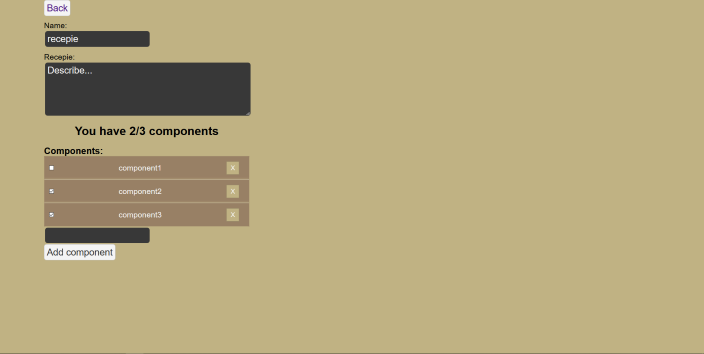 Back
Name:
recepie
Recepie:
Describe...
You have 2/3 components
Components:
component1 X
s component2 X
s component3 X
Add component